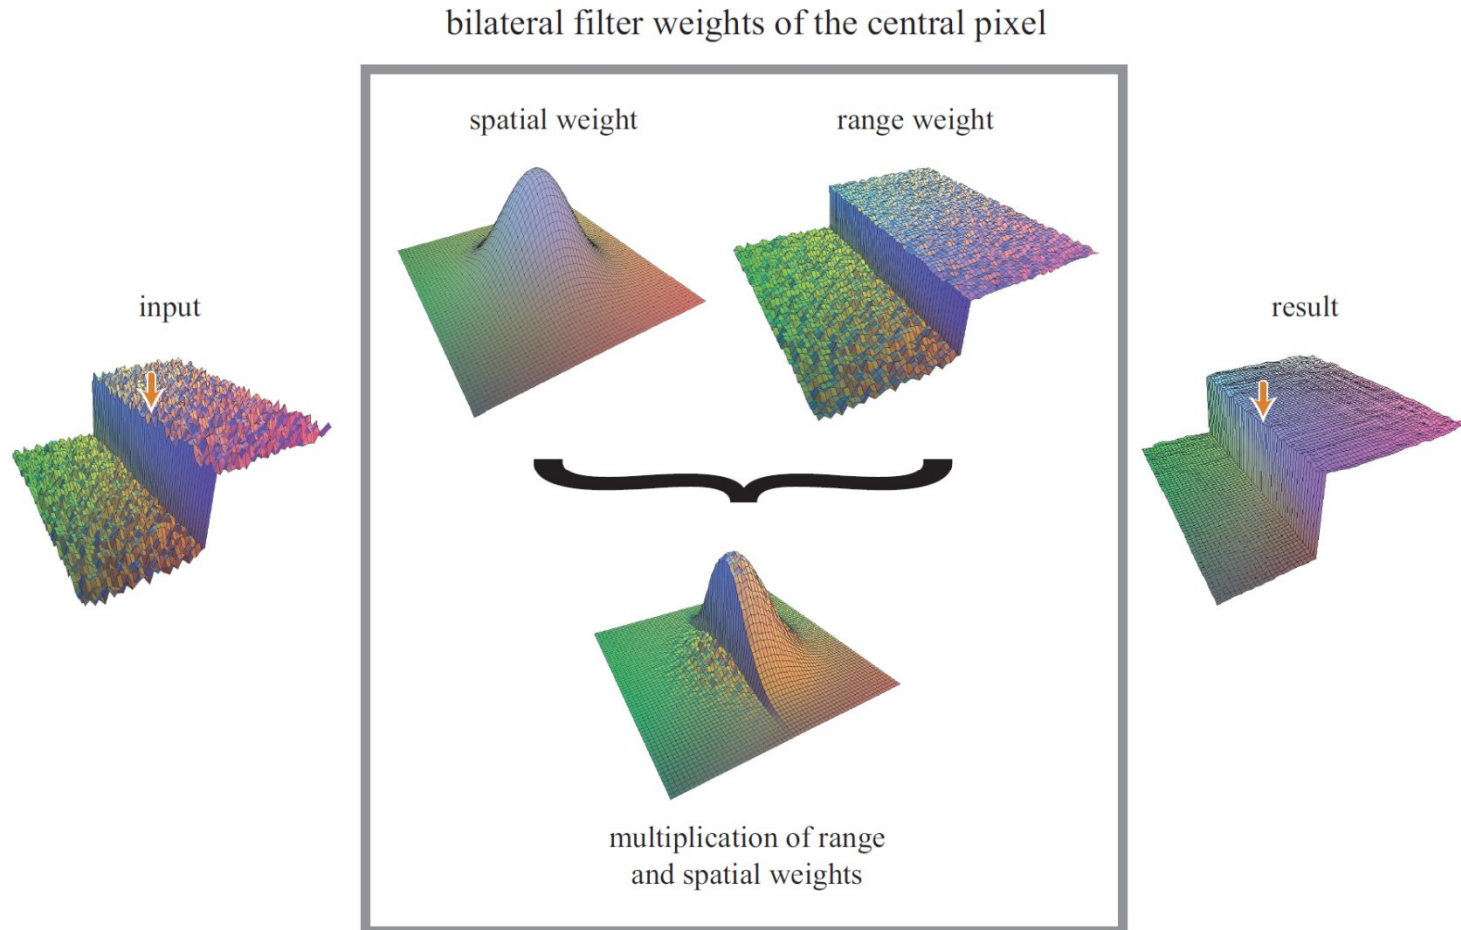 bilateral filter weights of the central pixel
spatial weight
range weight
input
result
multiplication of range
and spatial weights